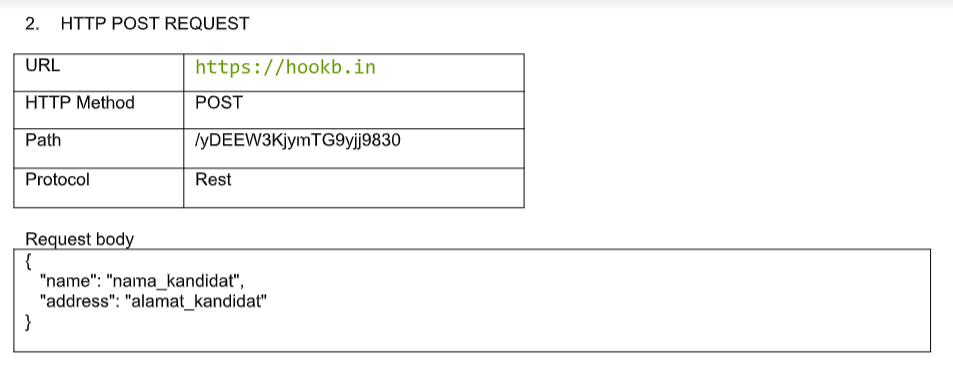 2. HTTP POST REQUEST
URL https://hookb.in
HTTP Method POST
Path /yDEEW3KjymTG9yjj9830
Protocol Rest
Request body
{
"name": "nama_kandidat",
"address": "alamat_kandidat"
}